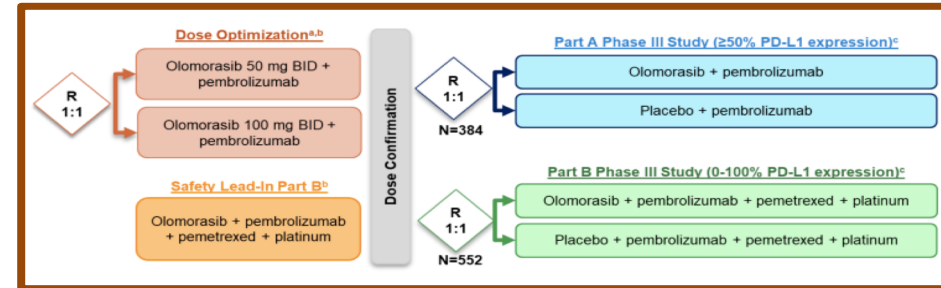 Dose Optimizationᵃ,ᵇ
R
1:1
Olomorasib 50 mg BID +
pembrolizumab
Olomorasib 100 mg BID +
pembrolizumab
Safety Lead-In Part Bᵇ
Olomorasib + pembrolizumab
+ pemetrexed + platinum
Dose Confirmation
Part A Phase III Study (≥50% PD-L1 expression)ᶜ
R
1:1
N=384
Olomorasib + pembrolizumab
Placebo + pembrolizumab
Part B Phase III Study (0-100% PD-L1 expression)ᶜ
R
1:1
N=552
Olomorasib + pembrolizumab + pemetrexed + platinum
Placebo + pembrolizumab + pemetrexed + platinum